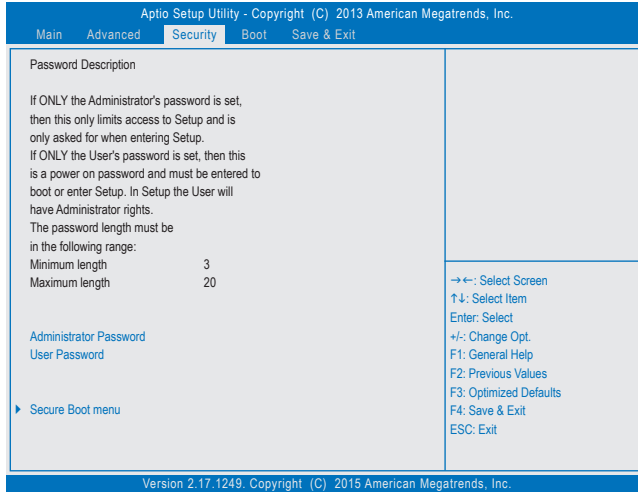 Aptio Setup Utility - Copyright (C) 2013 American Megatrends, Inc.
Main Advanced Security Boot Save & Exit
Password Description
If ONLY the Administrator's password is set,
then this only limits access to Setup and is
only asked for when entering Setup.
If ONLY the User's password is set, then this
is a power on password and must be entered to
boot or enter Setup. In Setup the User will
have Administrator rights.
The password length must be
in the following range:
Minimum length 3
Maximum length 20
Administrator Password
User Password
Secure Boot menu
→←: Select Screen
↑↓: Select Item
Enter: Select
+/-: Change Opt.
F1: General Help
F2: Previous Values
F3: Optimized Defaults
F4: Save & Exit
ESC: Exit
Version 2.17.1249. Copyright (C) 2015 American Megatrends, Inc.